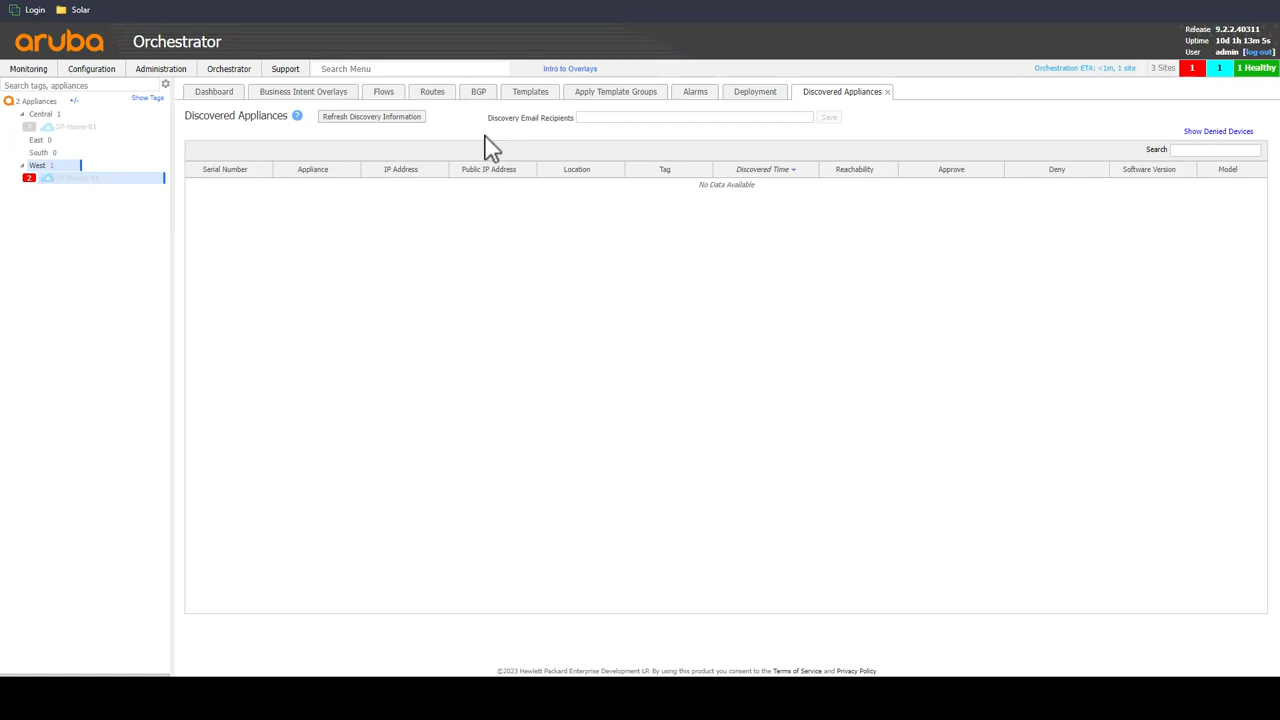 Login Solar
aruba Orchestrator
Release 9.2.2.40311
Uptime 10d 1h 13m 5s
User admin [log out]
Monitoring Configuration Administration Orchestrator Support Search Menu Intro to Overlays Orchestration ETA: <1m, 1 site 3 Sites 1 1 1 Healthy
Search tags, appliances
Show Tags
2 Appliances +/-
Central 1
SP-Home-01
East 0
South 0
West 1
2
Dashboard Business Intent Overlays Flows Routes BGP Templates Apply Template Groups Alarms Deployment Discovered Appliances ×
Discovered Appliances ? Refresh Discovery Information Discovery Email Recipients Save
Show Denied Devices
Search
Serial Number Appliance IP Address Public IP Address Location Tag Discovered Time Reachability Approve Deny Software Version Model
No Data Available
©2023 Hewlett Packard Enterprise Development LP. By using this product you consent to the Terms of Service and Privacy Policy